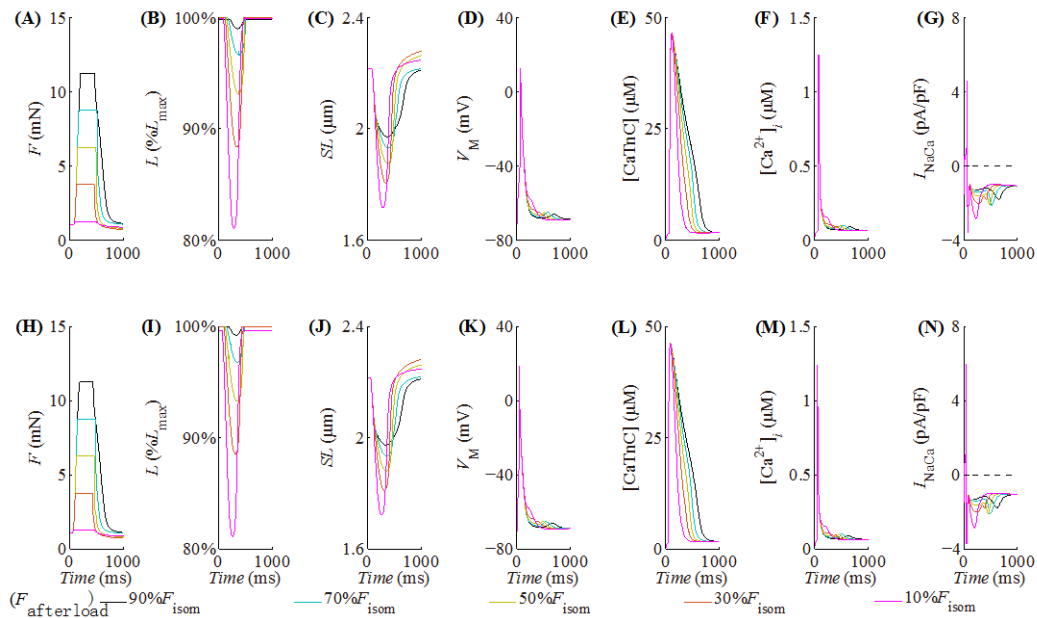 (A) (B) (C) (D) (E) (F) (G)
F (mN) 15 10 5 0 0 1000
L (%Lmax) 100% 90% 80% 0 1000
SL (μm) 2.4 2 1.6 0 1000
VM (mV) 40 0 −40 −80 0 1000
[CaTnC] (μM) 50 25 0 0 1000
[Ca2+]i (μM) 1.5 1 0.5 0 0 1000
INaCa (pA/pF) 8 4 0 −4 0 1000
(H) (I) (J) (K) (L) (M) (N)
F (mN) 15 10 5 0 0 1000
L (%Lmax) 100% 90% 80% 0 1000
SL (μm) 2.4 2 1.6 0 1000
VM (mV) 40 0 −40 −80 0 1000
[CaTnC] (μM) 50 25 0 0 1000
[Ca2+]i (μM) 1.5 1 0.5 0 0 1000
INaCa (pA/pF) 8 4 0 −4 0 1000
Time (ms) Time (ms) Time (ms) Time (ms) Time (ms) Time (ms) Time (ms)
(Fafterload) 90%Fisom 70%Fisom 50%Fisom 30%Fisom 10%Fisom